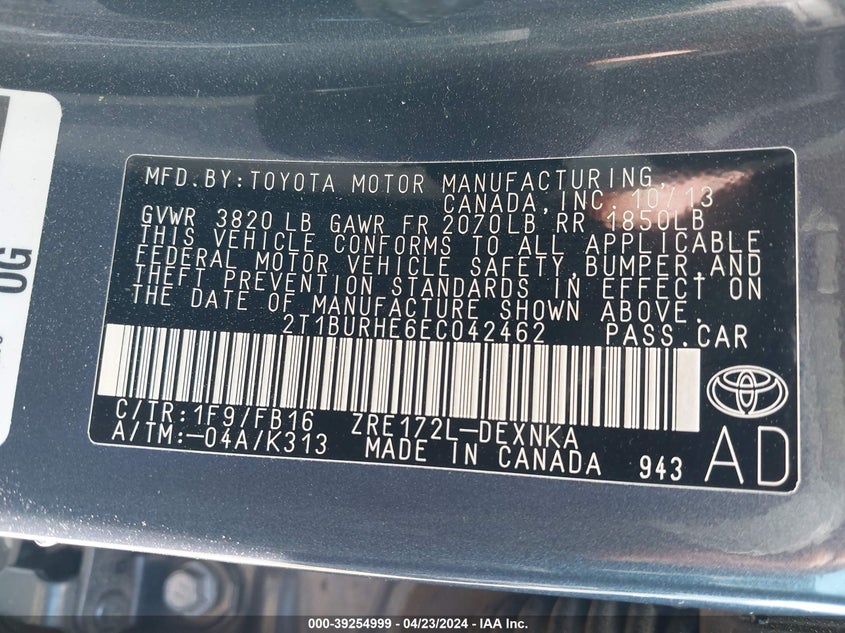 MFD.BY:TOYOTA MOTOR MANUFACTURING,
CANADA,INC. 10/13
GVWR 3820 LB GAWR FR 2070LB RR 1850LB
THIS VEHICLE CONFORMS TO ALL APPLICABLE
FEDERAL MOTOR VEHICLE SAFETY,BUMPER,AND
THEFT PREVENTION STANDARDS IN EFFECT ON
THE DATE OF MANUFACTURE SHOWN ABOVE.
2T1BURHE6EC042462 PASS.CAR
C/TR:1F9/FB16 ZRE172L-DEXNKA
A/TM:-04A/K313 MADE IN CANADA 943 AD
OG
000-39254999 - 04/23/2024 - IAA Inc.